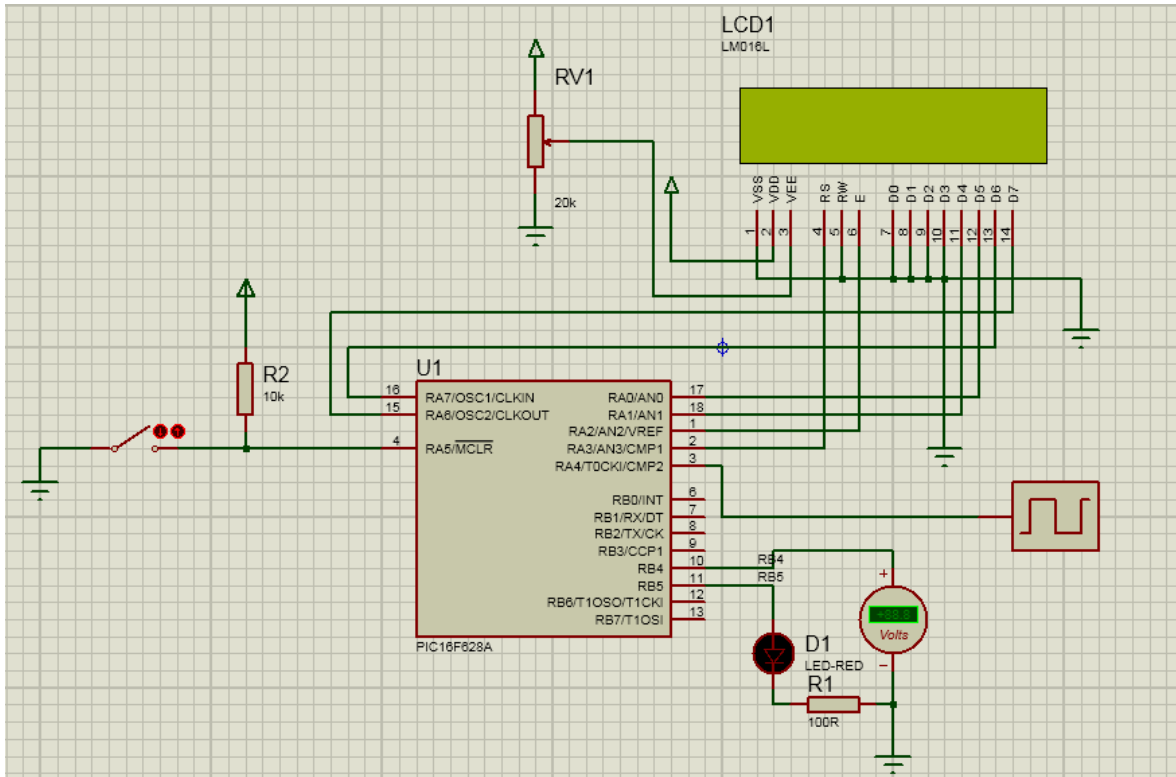 LCD1
LM016L
RV1
20k
VSS
VDD
VEE
RS
RW
E
D0
D1
D2
D3
D4
D5
D6
D7
1
2
3
4
5
6
7
8
9
10
11
12
13
14
R2
10k
U1
16 RA7/OSC1/CLKIN RA0/AN0 17
15 RA6/OSC2/CLKOUT RA1/AN1 18
RA2/AN2/VREF 1
4 RA5/MCLR RA3/AN3/CMP1 2
RA4/T0CKI/CMP2 3
RB0/INT 6
RB1/RX/DT 7
RB2/TX/CK 8
RB3/CCP1 9
RB4 10 RB4
RB5 11 RB5
RB6/T1OSO/T1CKI 12
RB7/T1OSI 13
PIC16F628A
+
+88.8
Volts
-
D1
LED-RED
R1
100R